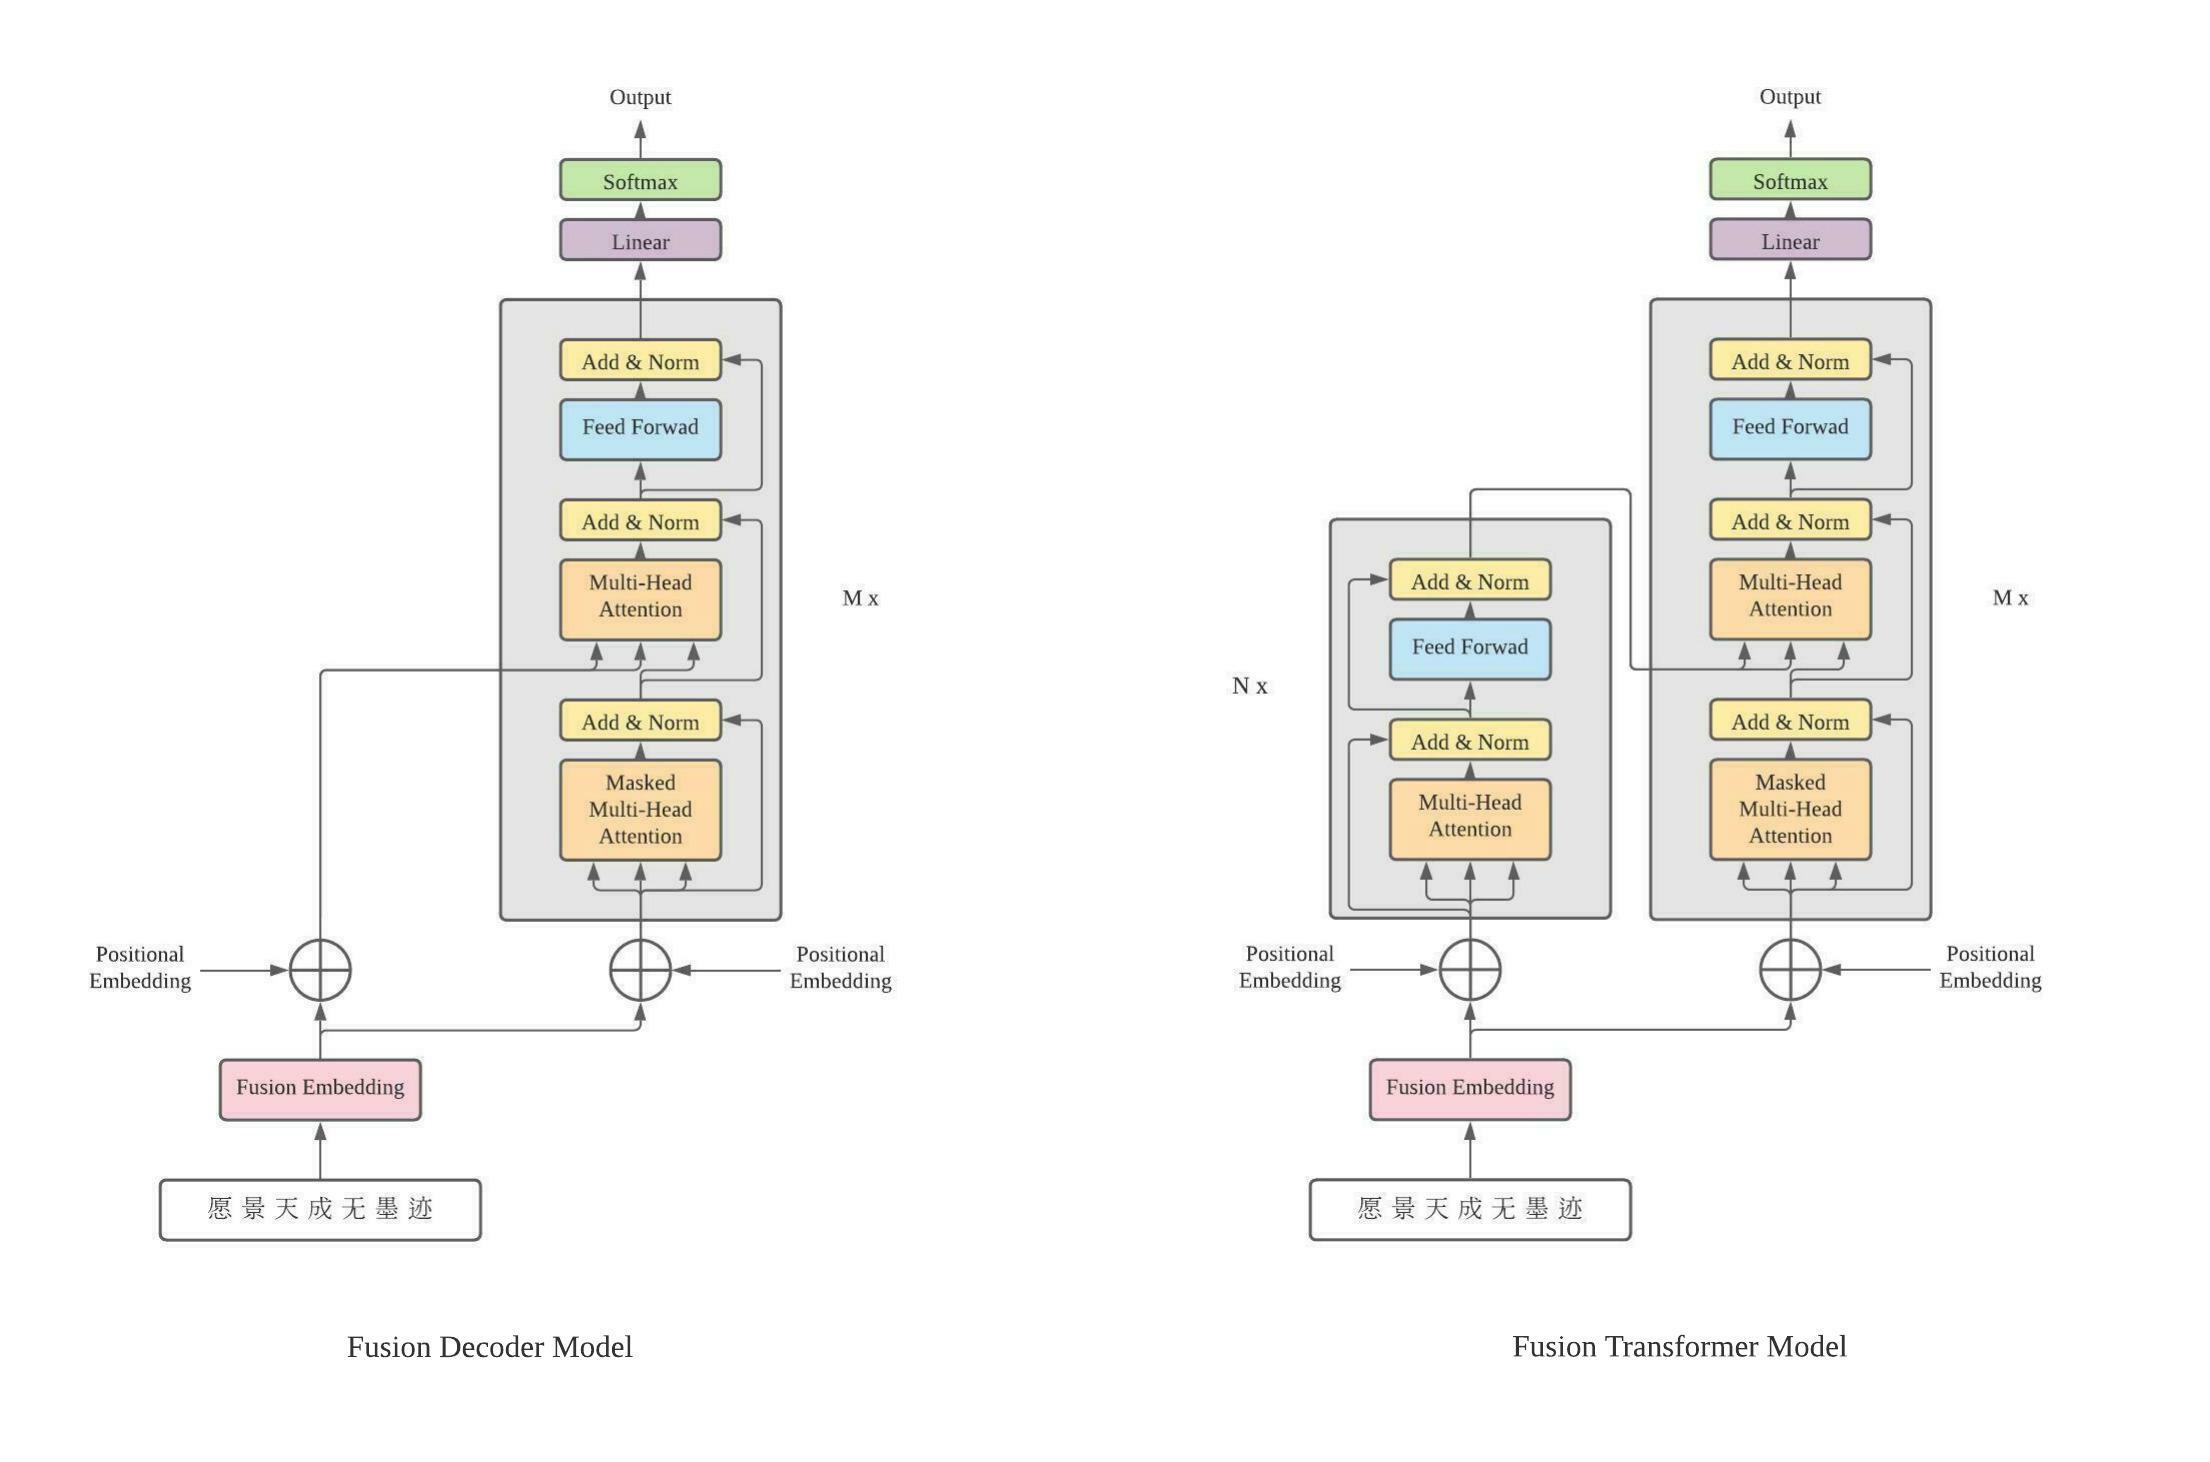 Output
Softmax
Linear
Add & Norm
Feed Forwad
Add & Norm
Multi-Head
Attention
M x
Add & Norm
Masked
Multi-Head
Attention
Positional
Embedding
Positional
Embedding
Fusion Embedding
愿 景 天 成 无 墨 迹
Fusion Decoder Model
Output
Softmax
Linear
Add & Norm
Feed Forwad
Add & Norm
Multi-Head
Attention
M x
Add & Norm
Masked
Multi-Head
Attention
Add & Norm
Feed Forwad
N x
Add & Norm
Multi-Head
Attention
Positional
Embedding
Positional
Embedding
Fusion Embedding
愿 景 天 成 无 墨 迹
Fusion Transformer Model